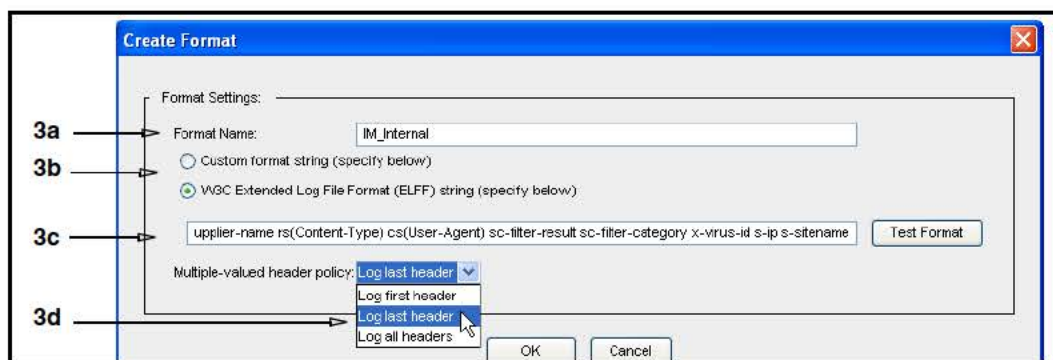 Create Format
Format Settings:
3a
Format Name:
IM_Internal
3b
Custom format string (specify below)
W3C Extended Log File Format (ELFF) string (specify below)
3c
upplier-name rs(Content-Type) cs(User-Agent) sc-filter-result sc-filter-category x-virus-id s-ip s-sitename
Test Format
Multiple-valued header policy:
Log last header
Log first header
3d
Log last header
Log all headers
OK
Cancel